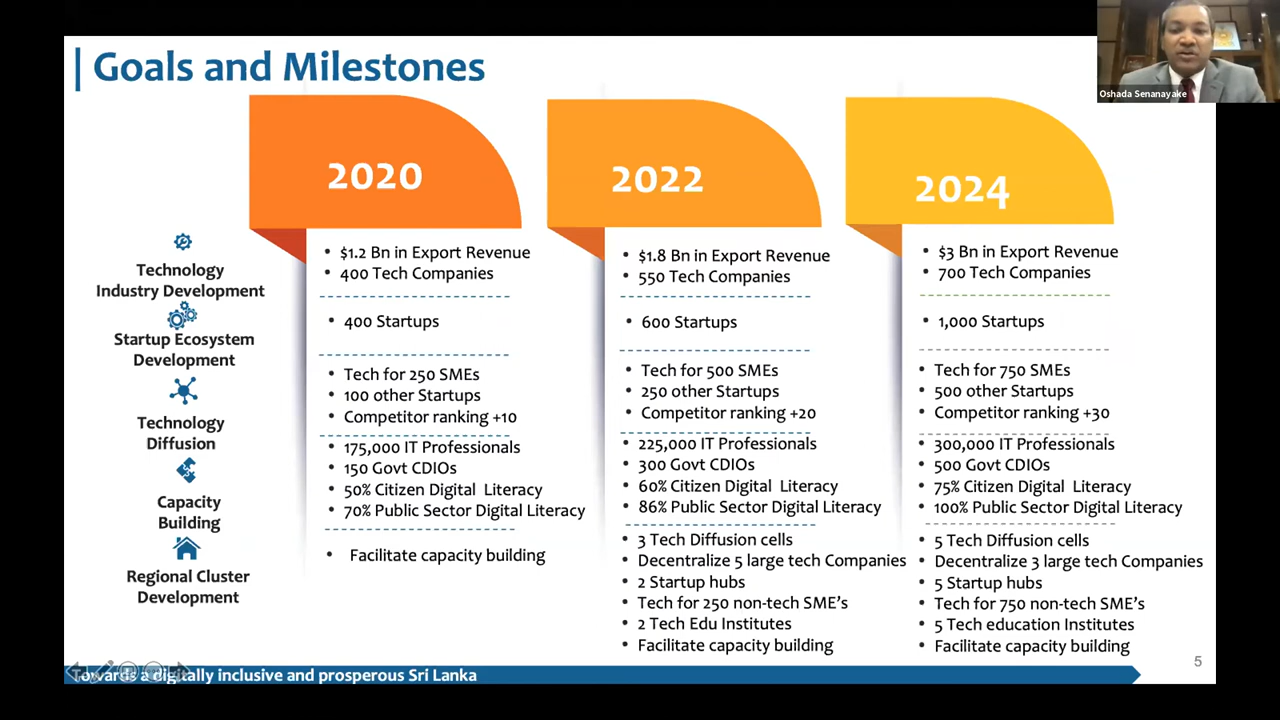 Goals and Milestones
Oshada Senanayake
2020
2022
2024
Technology
Industry Development
• $1.2 Bn in Export Revenue
• 400 Tech Companies
• $1.8 Bn in Export Revenue
• 550 Tech Companies
• $3 Bn in Export Revenue
• 700 Tech Companies
Startup Ecosystem
Development
• 400 Startups
• 600 Startups
• 1,000 Startups
Technology
Diffusion
• Tech for 250 SMEs
• 100 other Startups
• Competitor ranking +10
• Tech for 500 SMEs
• 250 other Startups
• Competitor ranking +20
• Tech for 750 SMEs
• 500 other Startups
• Competitor ranking +30
Capacity
Building
• 175,000 IT Professionals
• 150 Govt CDIOs
• 50% Citizen Digital Literacy
• 70% Public Sector Digital Literacy
• 225,000 IT Professionals
• 300 Govt CDIOs
• 60% Citizen Digital Literacy
• 86% Public Sector Digital Literacy
• 300,000 IT Professionals
• 500 Govt CDIOs
• 75% Citizen Digital Literacy
• 100% Public Sector Digital Literacy
Regional Cluster
Development
• Facilitate capacity building
• 3 Tech Diffusion cells
• Decentralize 5 large tech Companies
• 2 Startup hubs
• Tech for 250 non-tech SME's
• 2 Tech Edu Institutes
• Facilitate capacity building
• 5 Tech Diffusion cells
• Decentralize 3 large tech Companies
• 5 Startup hubs
• Tech for 750 non-tech SME's
• 5 Tech education Institutes
• Facilitate capacity building
5
Towards a digitally inclusive and prosperous Sri Lanka